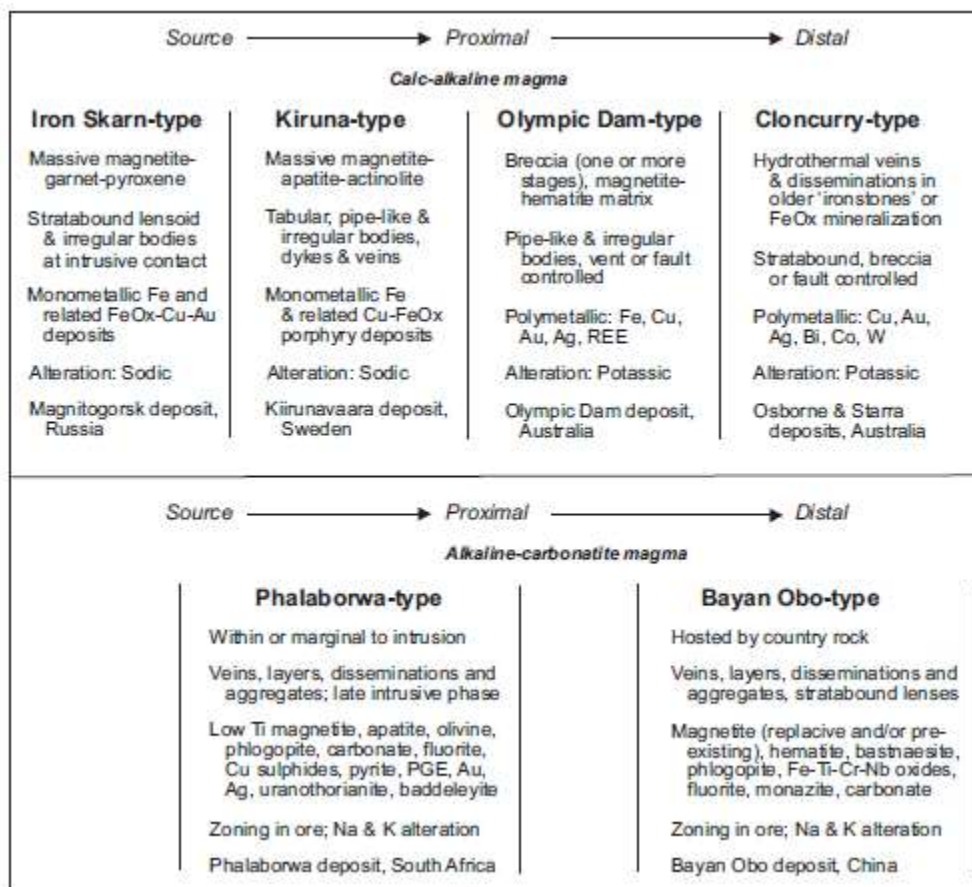 Source Proximal Distal
Calc-alkaline magma
Iron Skarn-type
Massive magnetite-
garnet-pyroxene
Stratabound lensoid
& irregular bodies
at intrusive contact
Monometallic Fe and
related FeOx-Cu-Au
deposits
Alteration: Sodic
Magnitogorsk deposit,
Russia
Kiruna-type
Massive magnetite-
apatite-actinolite
Tabular, pipe-like &
irregular bodies,
dykes & veins
Monometallic Fe
& related Cu-FeOx
porphyry deposits
Alteration: Sodic
Kiirunavaara deposit,
Sweden
Olympic Dam-type
Breccia (one or more
stages), magnetite-
hematite matrix
Pipe-like & irregular
bodies, vent or fault
controlled
Polymetallic: Fe, Cu,
Au, Ag, REE
Alteration: Potassic
Olympic Dam deposit,
Australia
Cloncurry-type
Hydrothermal veins
& disseminations in
older 'ironstones' or
FeOx mineralization
Stratabound, breccia
or fault controlled
Polymetallic: Cu, Au,
Ag, Bi, Co, W
Alteration: Potassic
Osborne & Starra
deposits, Australia
Source Proximal Distal
Alkaline-carbonatite magma
Phalaborwa-type
Within or marginal to intrusion
Veins, layers, disseminations and
aggregates; late intrusive phase
Low Ti magnetite, apatite, olivine,
phlogopite, carbonate, fluorite,
Cu sulphides, pyrite, PGE, Au,
Ag, uranothorianite, baddeleyite
Zoning in ore; Na & K alteration
Phalaborwa deposit, South Africa
Bayan Obo-type
Hosted by country rock
Veins, layers, disseminations and
aggregates, stratabound lenses
Magnetite (replacive and/or pre-
existing), hematite, bastnaesite,
phlogopite, Fe-Ti-Cr-Nb oxides,
fluorite, monazite, carbonate
Zoning in ore; Na & K alteration
Bayan Obo deposit, China